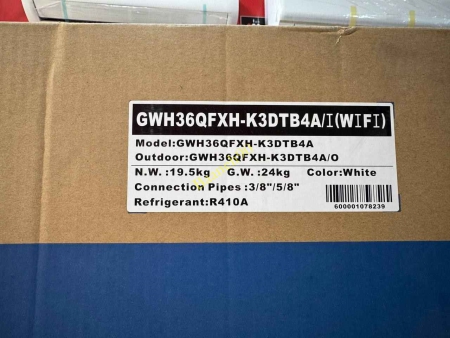 GWH36QFXH-K3DTB4A/I(WIFI)
Model:GWH36QFXH-K3DTB4A
Outdoor:GWH36QFXH-K3DTB4A/O
N.W. :19.5kg G.W. :24kg Color:White
Connection Pipes :3/8"/5/8"
Refrigerant:R410A
600001078239